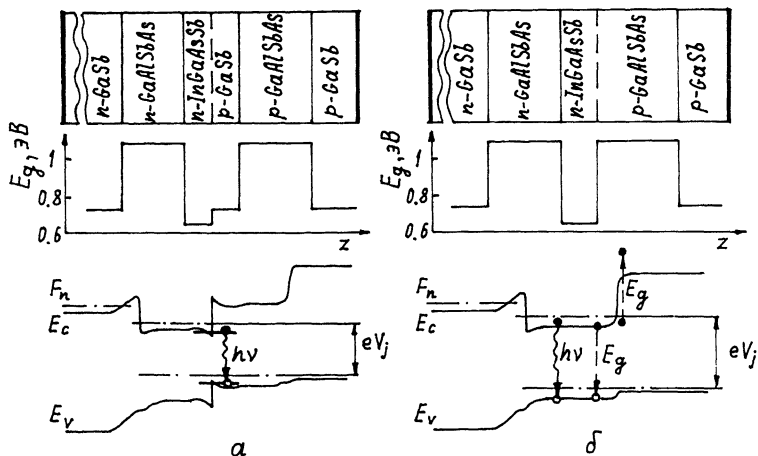 n-GaSb
n-GaAlSbAs
n-InGaAsSb
p-GaSb
p-GaAlSbAs
p-GaSb
Eg, эВ
1
0.8
0.6
z
Fn
Ec
hν
eVj
Ev
а
n-GaSb
n-GaAlSbAs
n-InGaAsSb
p-GaAlSbAs
p-GaSb
Eg, эВ
1
0.8
0.6
z
Fn
Ec
Eg
hν
Eg
eVj
Ev
б